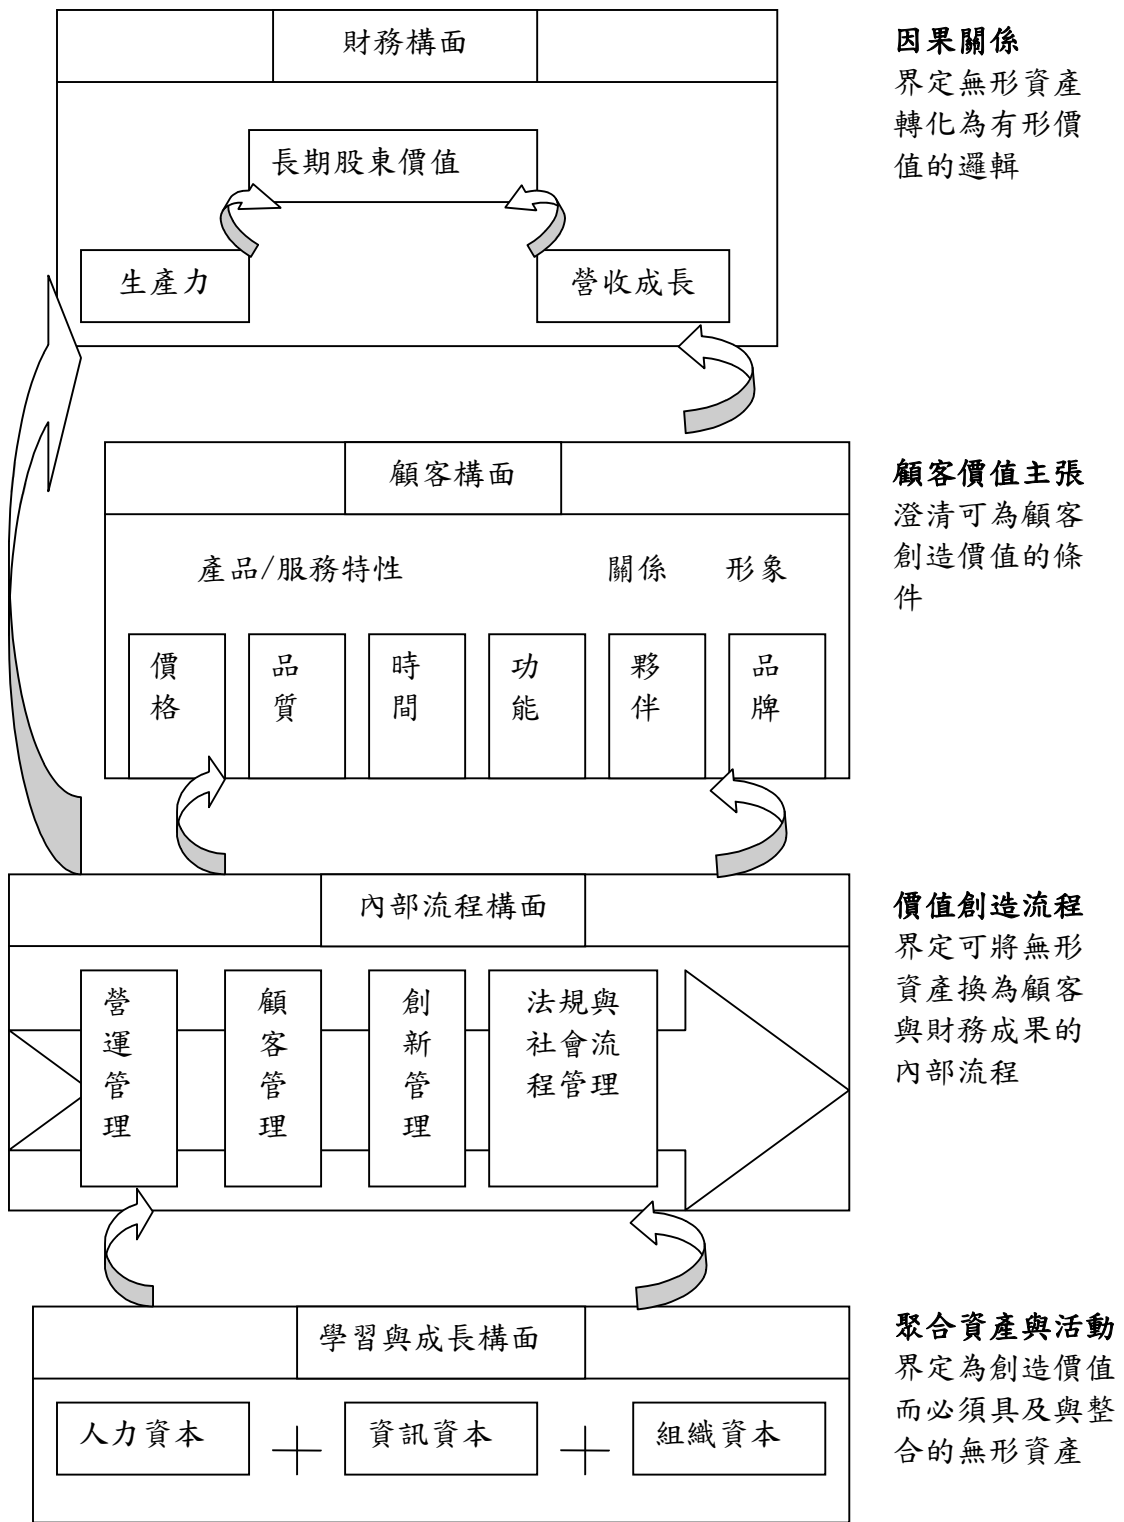 財務構面
長期股東價值
生產力
營收成長
因果關係
界定無形資產
轉化為有形價
值的邏輯
顧客構面
產品/服務特性
關係
形象
價
格
品
質
時
間
功
能
夥
伴
品
牌
顧客價值主張
澄清可為顧客
創造價值的條
件
內部流程構面
營
運
管
理
顧
客
管
理
創
新
管
理
法規與
社會流
程管理
價值創造流程
界定可將無形
資產換為顧客
與財務成果的
內部流程
學習與成長構面
人力資本
資訊資本
組織資本
聚合資產與活動
界定為創造價值
而必須具及與整
合的無形資產